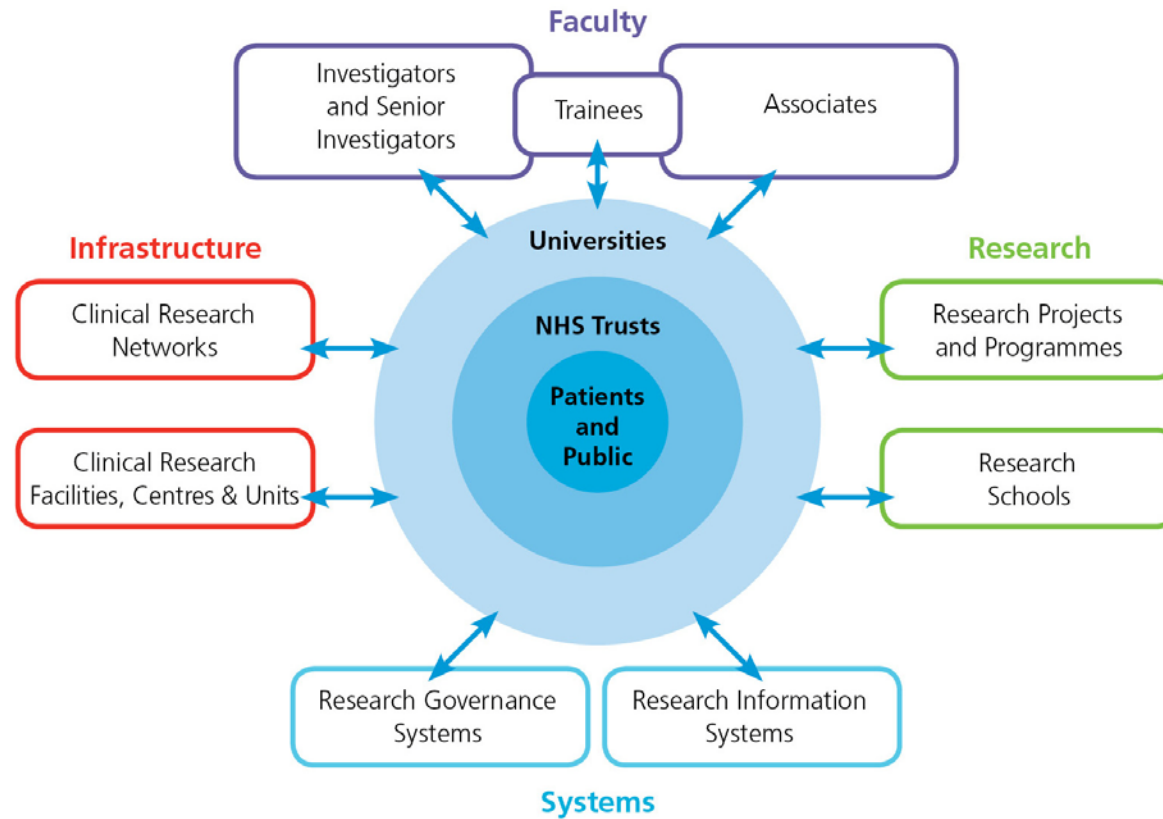 Faculty
Investigators
and Senior
Investigators
Trainees
Associates
Universities
Infrastructure
Research
Clinical Research
Networks
NHS Trusts
Research Projects
and Programmes
Patients
and
Public
Clinical Research
Facilities, Centres & Units
Research
Schools
Research Governance
Systems
Research Information
Systems
Systems